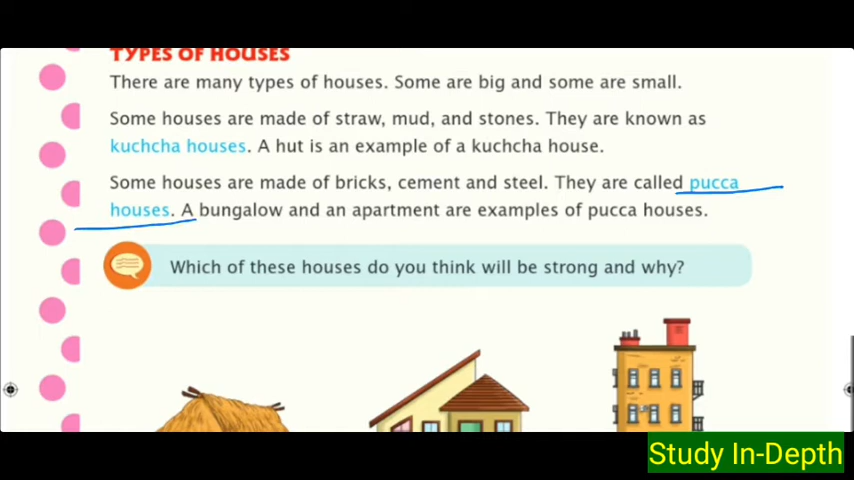 TYPES OF HOUSES
There are many types of houses. Some are big and some are small.
Some houses are made of straw, mud, and stones. They are known as
kuchcha houses. A hut is an example of a kuchcha house.
Some houses are made of bricks, cement and steel. They are called pucca
houses. A bungalow and an apartment are examples of pucca houses.
Which of these houses do you think will be strong and why?
Study In-Depth